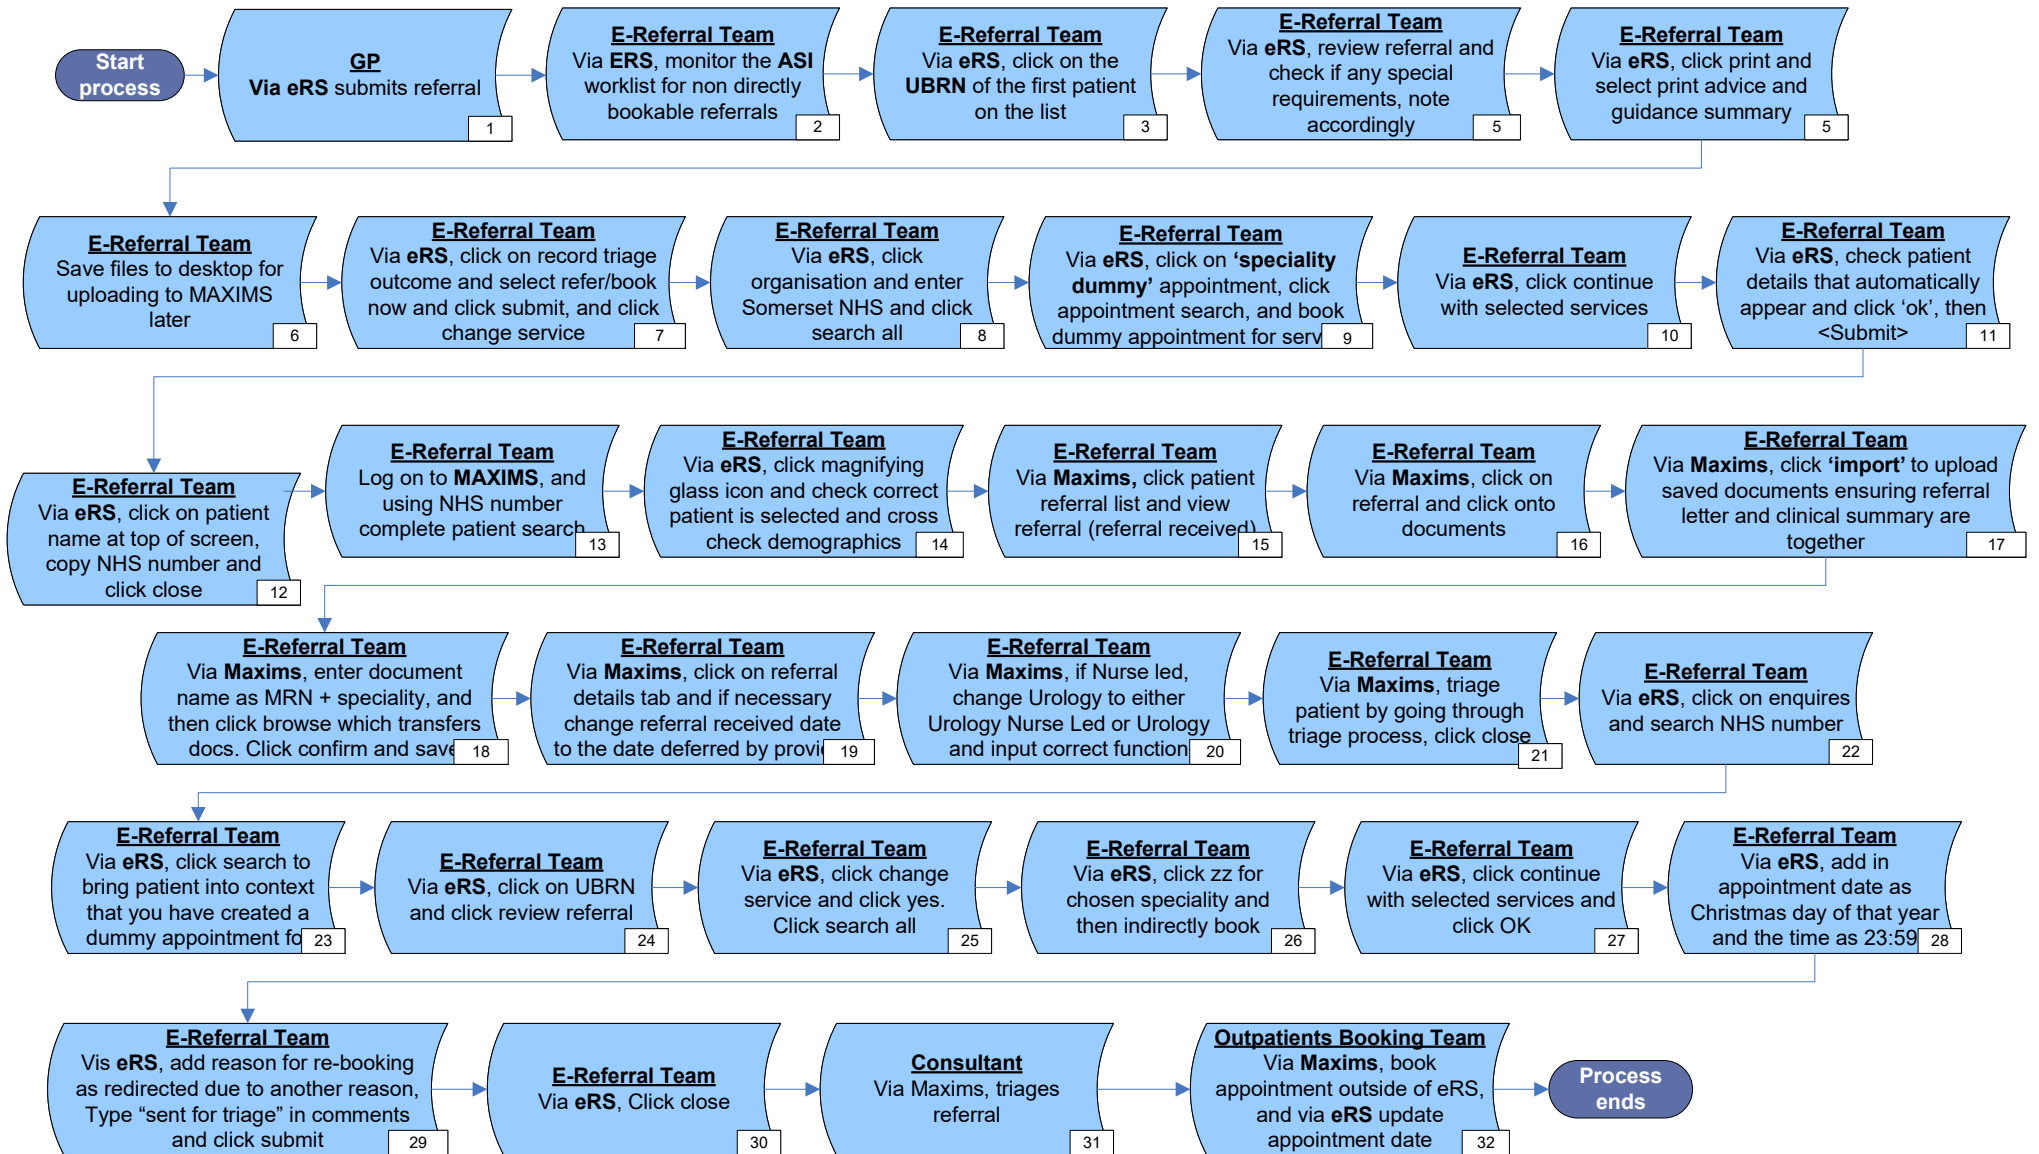 Start
process
GP
Via eRS submits referral
1
E-Referral Team
Via ERS, monitor the ASI
worklist for non directly
bookable referrals
2
E-Referral Team
Via eRS, click on the
UBRN of the first patient
on the list
3
E-Referral Team
Via eRS, review referral and
check if any special
requirements, note
accordingly
5
E-Referral Team
Via eRS, click print and
select print advice and
guidance summary
5
E-Referral Team
Save files to desktop for
uploading to MAXIMS
later
6
E-Referral Team
Via eRS, click on record triage
outcome and select refer/book
now and click submit, and click
change service
7
E-Referral Team
Via eRS, click
organisation and enter
Somerset NHS and click
search all
8
E-Referral Team
Via eRS, click on ‘speciality
dummy’ appointment, click
appointment search, and book
dummy appointment for serv
9
E-Referral Team
Via eRS, click continue
with selected services
10
E-Referral Team
Via eRS, check patient
details that automatically
appear and click ‘ok’, then
<Submit>
11
E-Referral Team
Via eRS, click on patient
name at top of screen,
copy NHS number and
click close
12
E-Referral Team
Log on to MAXIMS, and
using NHS number
complete patient search
13
E-Referral Team
Via eRS, click magnifying
glass icon and check correct
patient is selected and cross
check demographics
14
E-Referral Team
Via Maxims, click patient
referral list and view
referral (referral received)
15
E-Referral Team
Via Maxims, click on
referral and click onto
documents
16
E-Referral Team
Via Maxims, click ‘import’ to upload
saved documents ensuring referral
letter and clinical summary are
together
17
E-Referral Team
Via Maxims, enter document
name as MRN + speciality, and
then click browse which transfers
docs. Click confirm and save
18
E-Referral Team
Via Maxims, click on referral
details tab and if necessary
change referral received date
to the date deferred by provi
19
E-Referral Team
Via Maxims, if Nurse led,
change Urology to either
Urology Nurse Led or Urology
and input correct function
20
E-Referral Team
Via Maxims, triage
patient by going through
triage process, click close
21
E-Referral Team
Via eRS, click on enquires
and search NHS number
22
E-Referral Team
Via eRS, click search to
bring patient into context
that you have created a
dummy appointment fo
23
E-Referral Team
Via eRS, click on UBRN
and click review referral
24
E-Referral Team
Via eRS, click change
service and click yes.
Click search all
25
E-Referral Team
Via eRS, click zz for
chosen speciality and
then indirectly book
26
E-Referral Team
Via eRS, click continue
with selected services and
click OK
27
E-Referral Team
Via eRS, add in
appointment date as
Christmas day of that year
and the time as 23:59
28
E-Referral Team
Vis eRS, add reason for re-booking
as redirected due to another reason,
Type “sent for triage” in comments
and click submit
29
E-Referral Team
Via eRS, Click close
30
Consultant
Via Maxims, triages
referral
31
Outpatients Booking Team
Via Maxims, book
appointment outside of eRS,
and via eRS update
appointment date
32
Process
ends